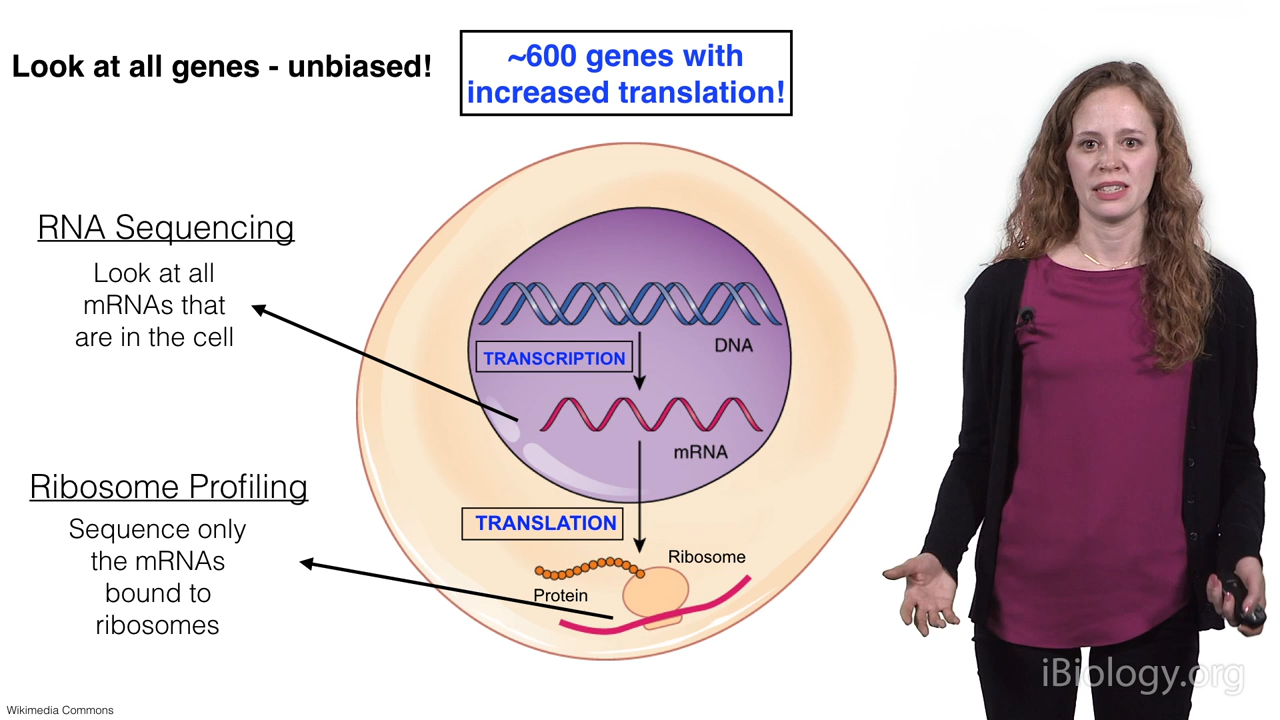 Look at all genes - unbiased!
~600 genes with
increased translation!
RNA Sequencing
Look at all
mRNAs that
are in the cell
DNA
TRANSCRIPTION
mRNA
Ribosome Profiling
Sequence only
the mRNAs
bound to
ribosomes
TRANSLATION
Ribosome
Protein
iBiology.org
Wikimedia Commons